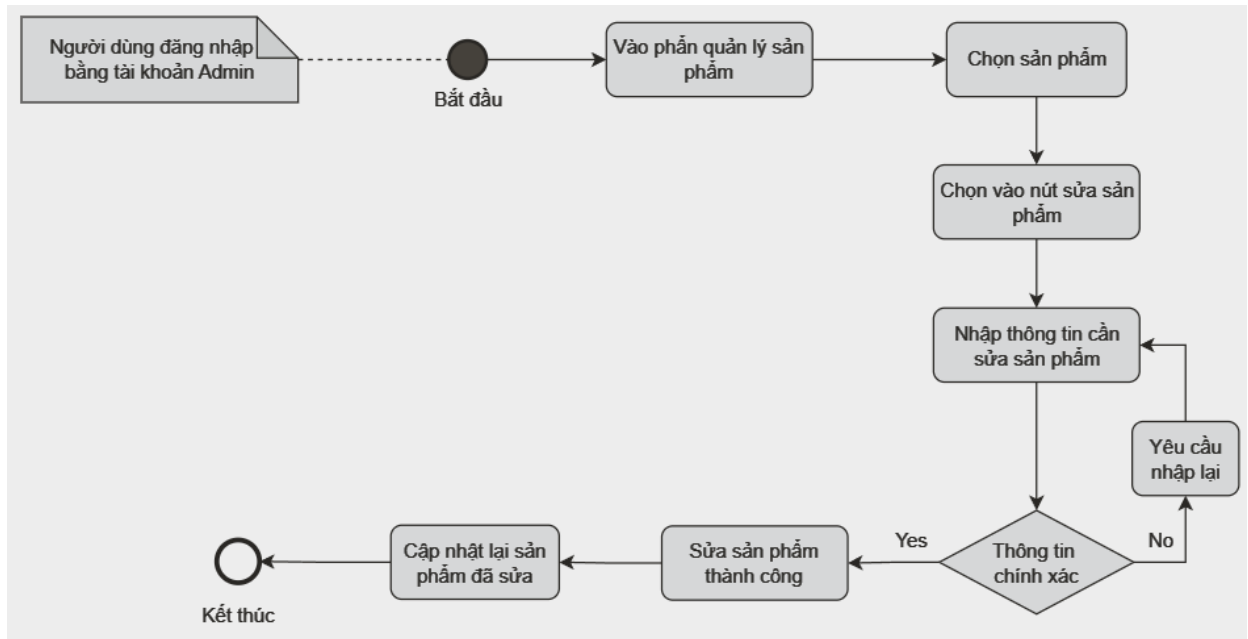 Người dùng đăng nhập
bằng tài khoản Admin
Bắt đầu
Vào phần quản lý sản
phẩm
Chọn sản phẩm
Chọn vào nút sửa sản
phẩm
Nhập thông tin cần
sửa sản phẩm
Yêu cầu
nhập lại
No
Thông tin
chính xác
Yes
Sửa sản phẩm
thành công
Cập nhật lại sản
phẩm đã sửa
Kết thúc